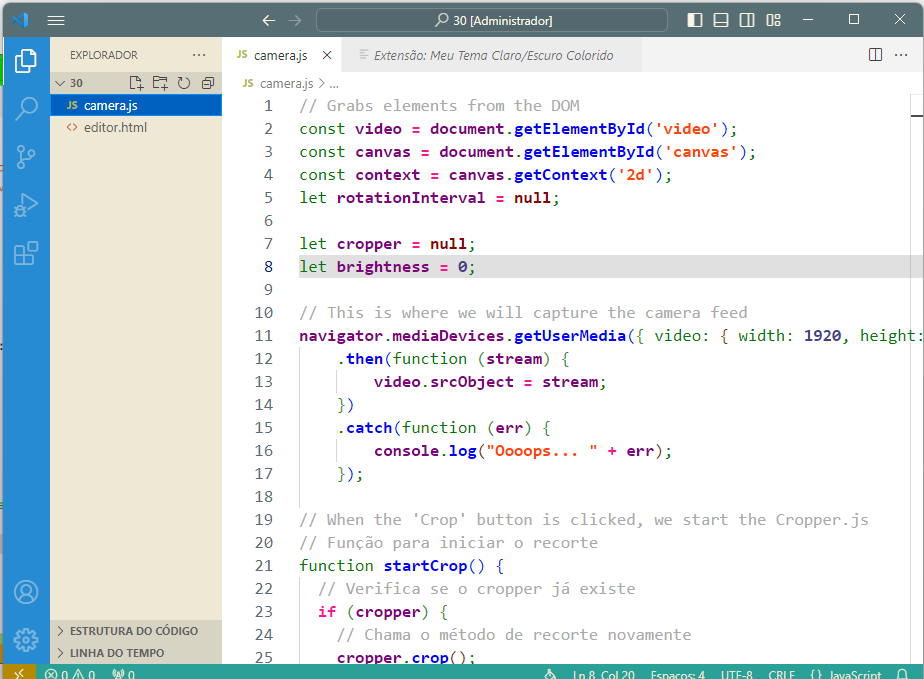 30 [Administrador]
EXPLORADOR
30
JS camera.js
<> editor.html
ESTRUTURA DO CÓDIGO
LINHA DO TEMPO
JS camera.js
Extensão: Meu Tema Claro/Escuro Colorido
JS camera.js > ...
1 // Grabs elements from the DOM
2 const video = document.getElementById('video');
3 const canvas = document.getElementById('canvas');
4 const context = canvas.getContext('2d');
5 let rotationInterval = null;
6
7 let cropper = null;
8 let brightness = 0;
9
10 // This is where we will capture the camera feed
11 navigator.mediaDevices.getUserMedia({ video: { width: 1920, height:
12 .then(function (stream) {
13 video.srcObject = stream;
14 })
15 .catch(function (err) {
16 console.log("Oooops... " + err);
17 });
18
19 // When the 'Crop' button is clicked, we start the Cropper.js
20 // Função para iniciar o recorte
21 function startCrop() {
22 // Verifica se o cropper já existe
23 if (cropper) {
24 // Chama o método de recorte novamente
25 cropper.crop();
0 0 0 Ln 8, Col 20 Espaços: 4 UTF-8 CRLF {} JavaScript